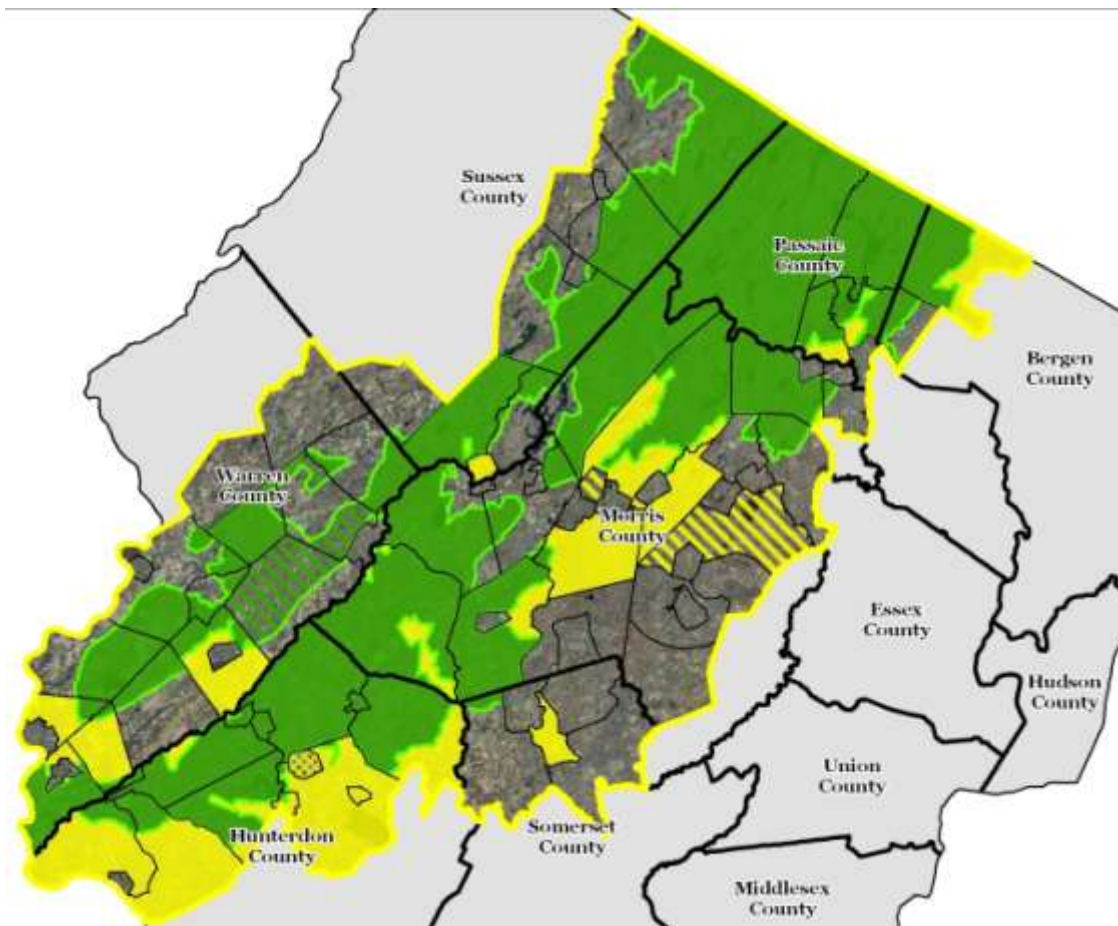 Sussex
County
Passaic
County
Bergen
County
Warren
County
Morris
County
Essex
County
Hudson
County
Union
County
Hunterdon
County
Somerset
County
Middlesex
County